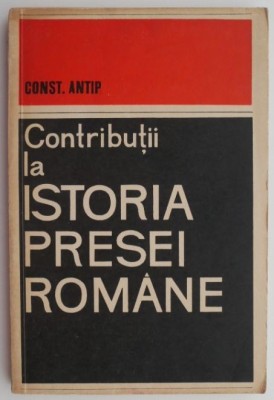 CONST. ANTIP
Contribuții
la
ISTORIA
PRESEI
ROMÂNE